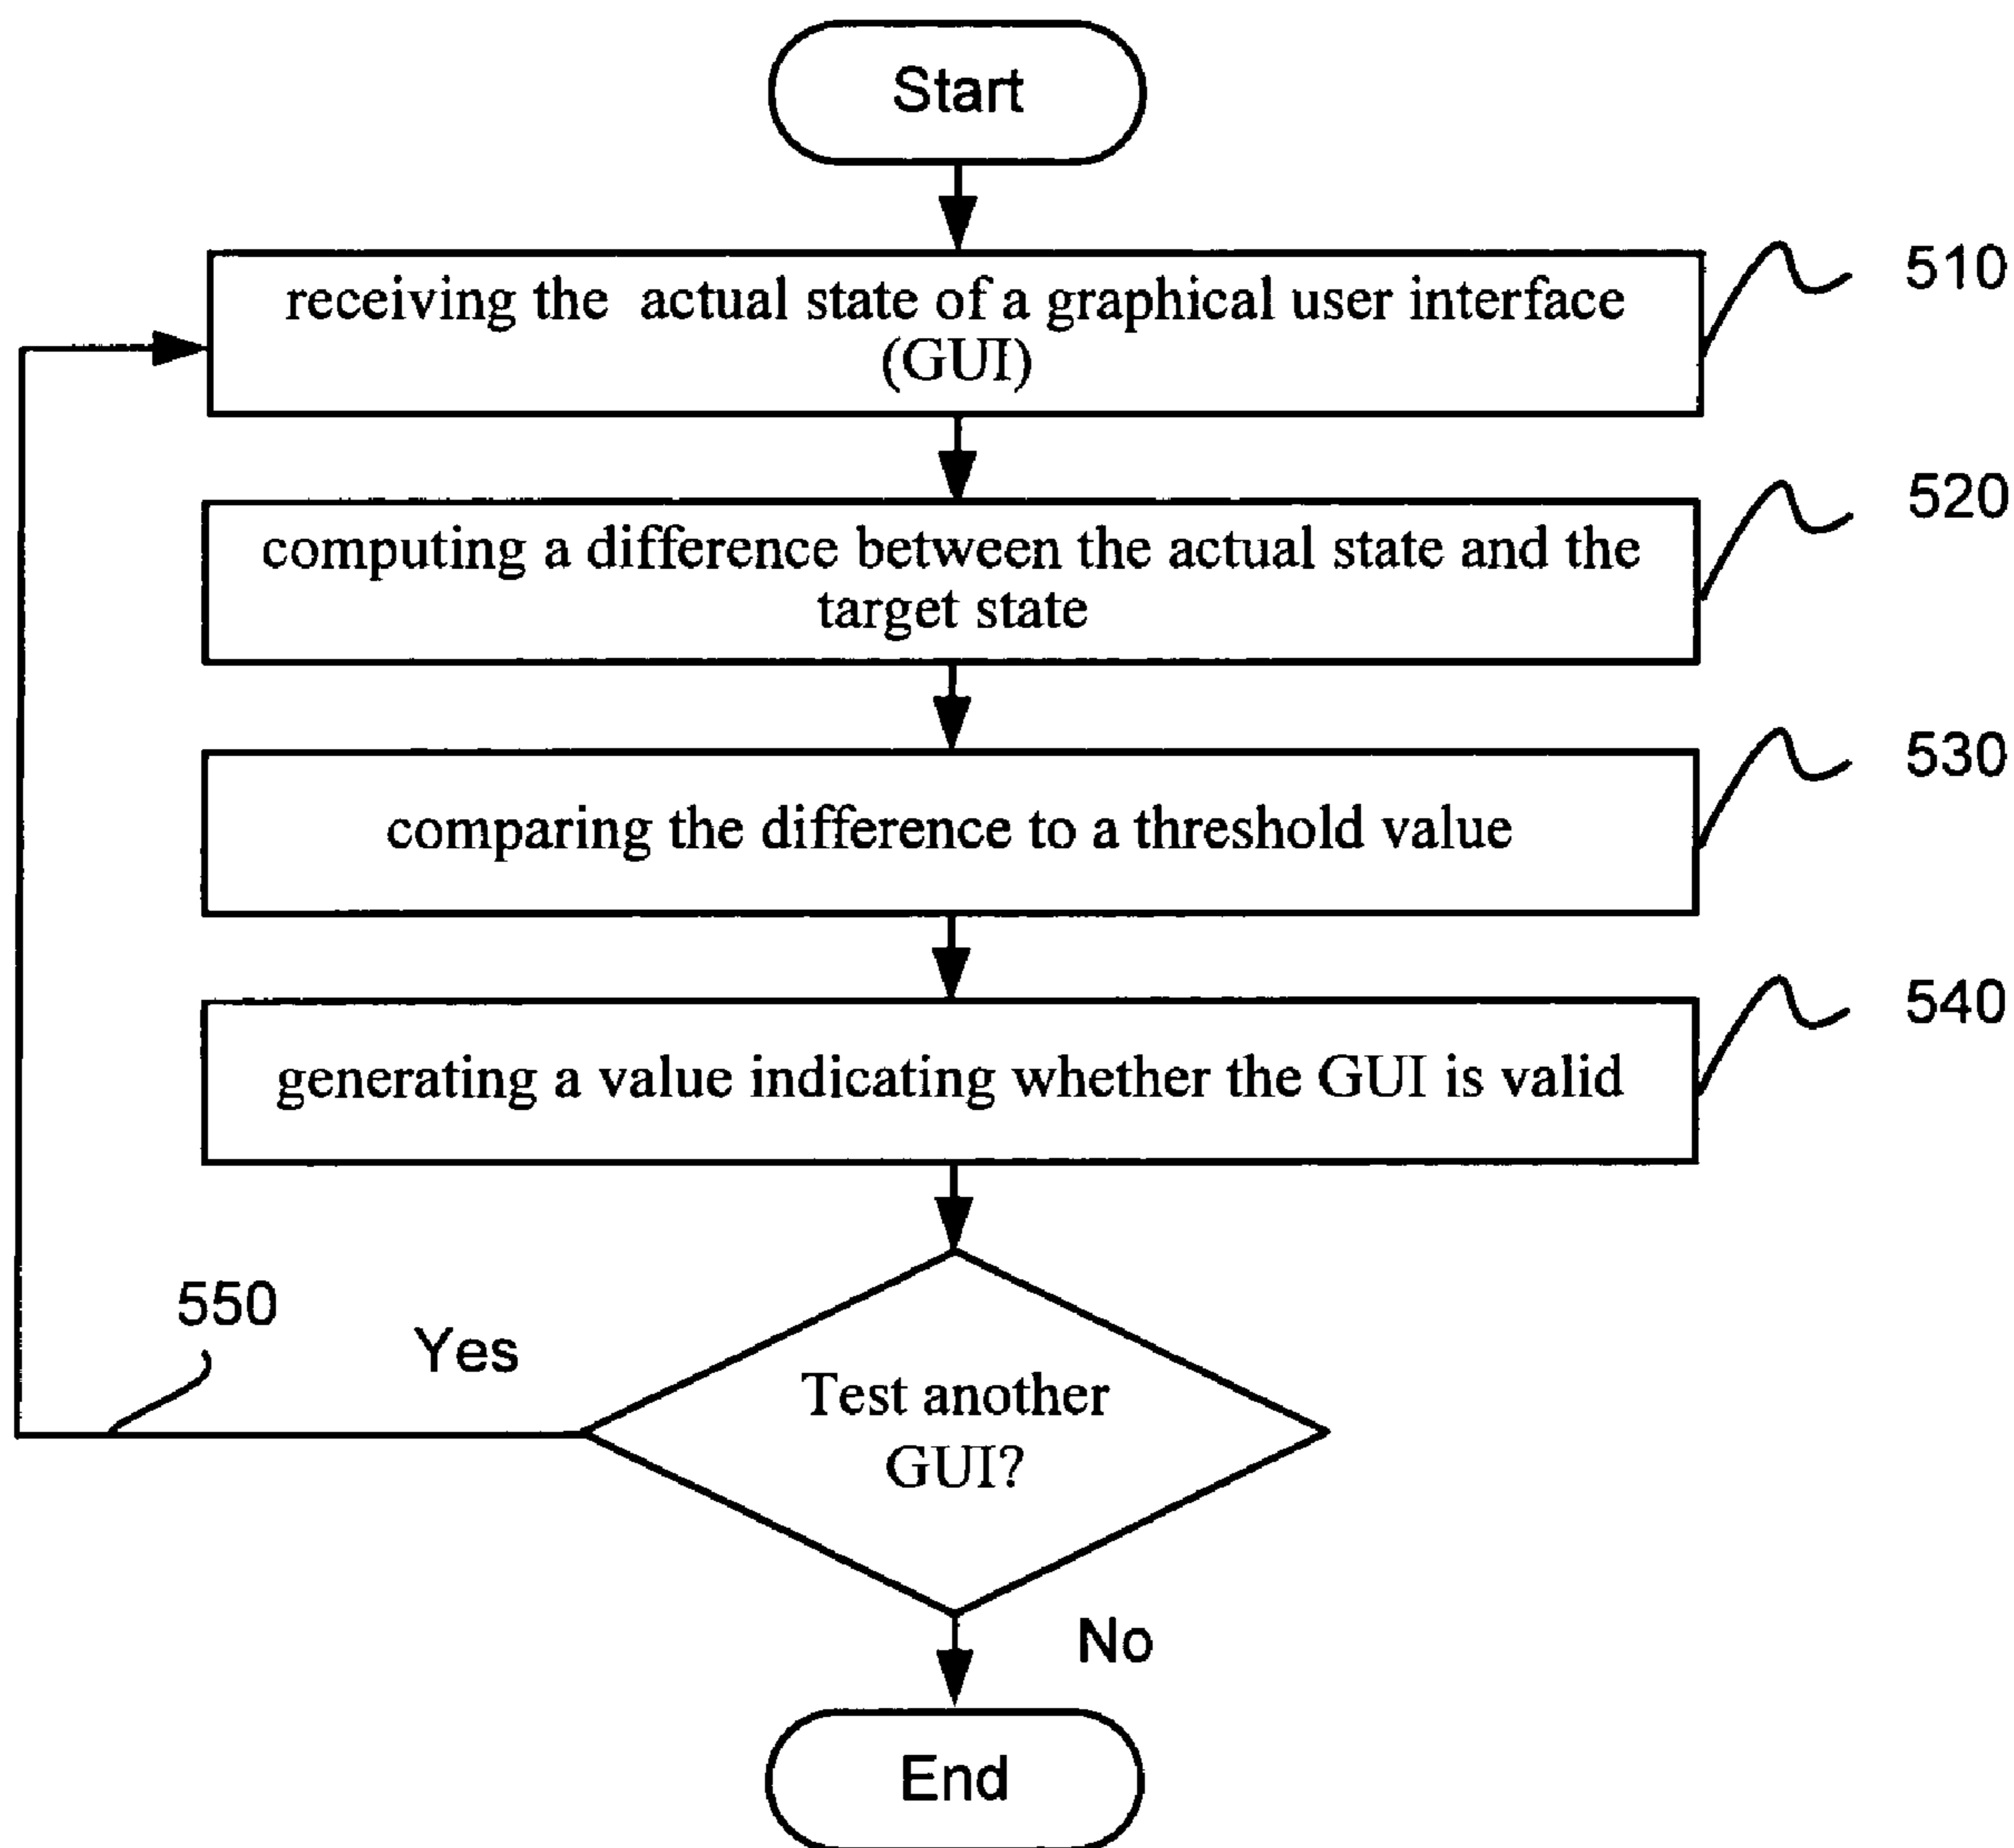 Start
receiving the actual state of a graphical user interface
(GUI)
510
computing a difference between the actual state and the
target state
520
comparing the difference to a threshold value
530
generating a value indicating whether the GUI is valid
540
550
Yes
Test another
GUI?
No
End